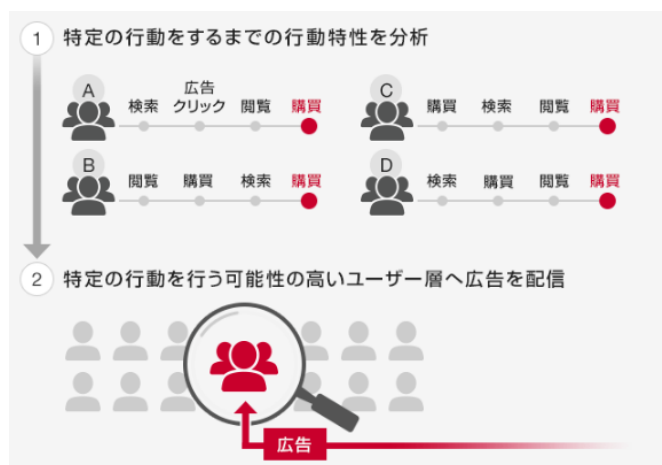 1 特定の行動をするまでの行動特性を分析
A 検索 広告クリック 閲覧 購買
C 購買 検索 閲覧 購買
B 閲覧 購買 検索 購買
D 検索 購買 閲覧 購買
2 特定の行動を行う可能性の高いユーザー層へ広告を配信
広告